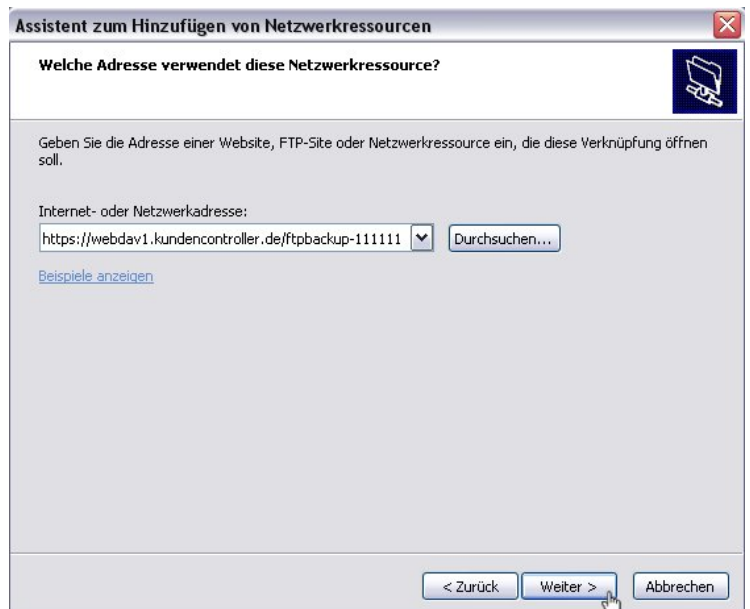 Assistent zum Hinzufügen von Netzwerkressourcen
Welche Adresse verwendet diese Netzwerkressource?
Geben Sie die Adresse einer Website, FTP-Site oder Netzwerkressource ein, die diese Verknüpfung öffnen
soll.
Internet- oder Netzwerkadresse:
https://webdav1.kundencontroller.de/ftpbackup-111111 Durchsuchen...
Beispiele anzeigen
< Zurück Weiter > Abbrechen